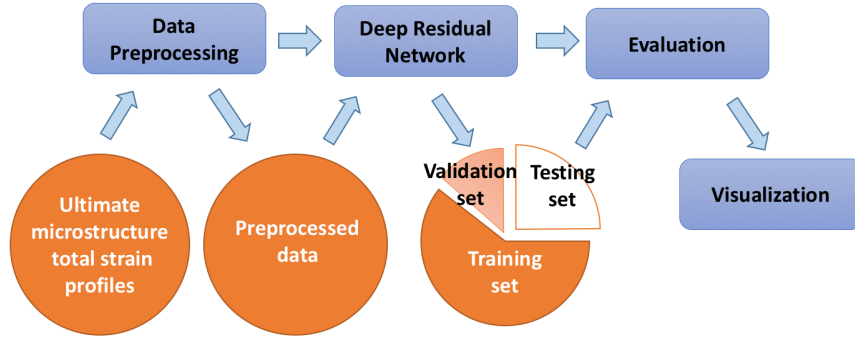 Data
Preprocessing
Deep Residual
Network
Evaluation
Ultimate
microstructure
total strain
profiles
Preprocessed
data
Validation
set
Testing
set
Training
set
Visualization